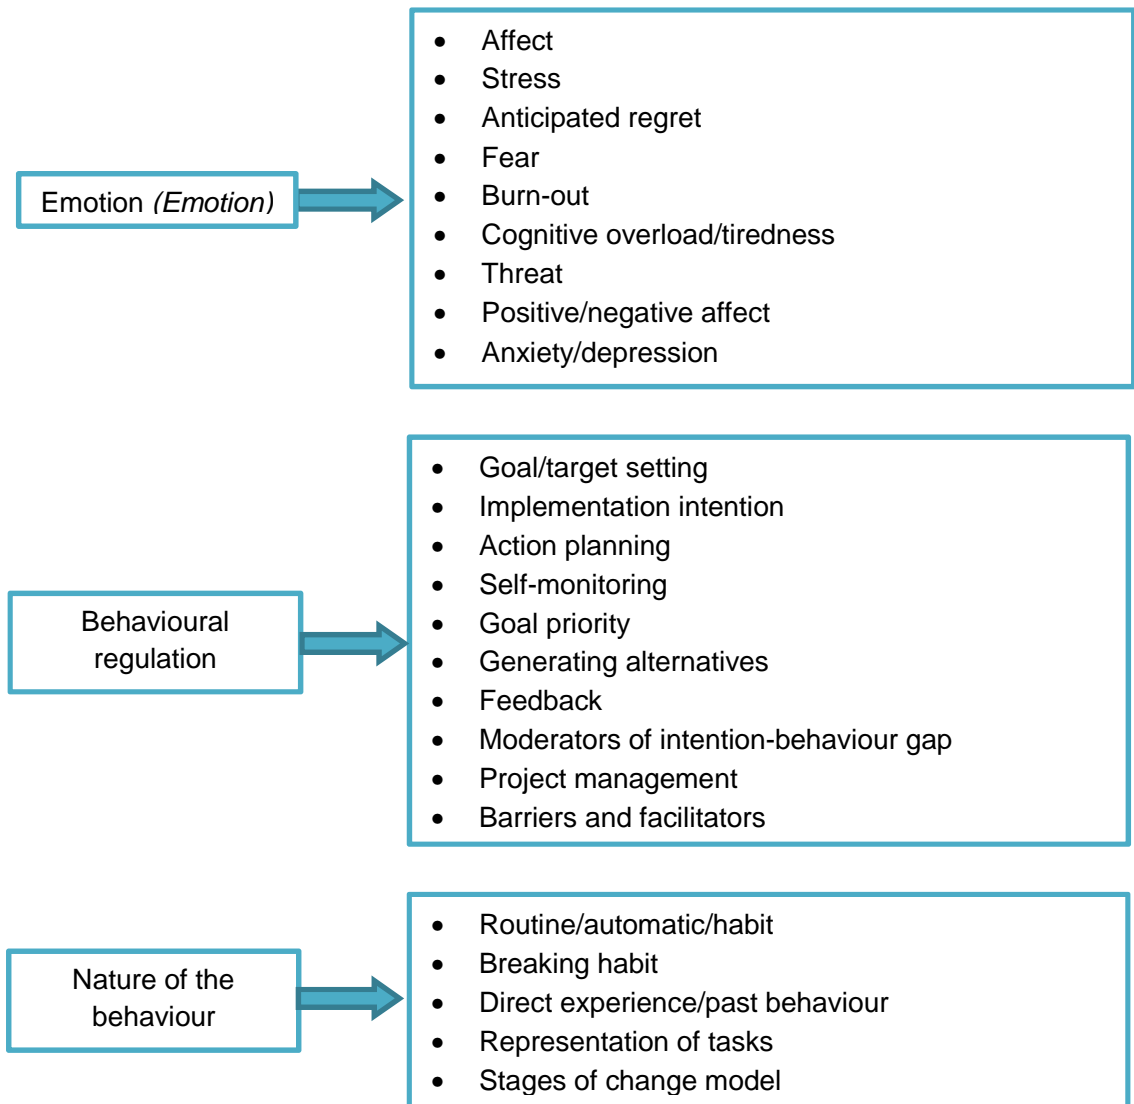 Emotion (Emotion)
• Affect
• Stress
• Anticipated regret
• Fear
• Burn-out
• Cognitive overload/tiredness
• Threat
• Positive/negative affect
• Anxiety/depression
Behavioural
regulation
• Goal/target setting
• Implementation intention
• Action planning
• Self-monitoring
• Goal priority
• Generating alternatives
• Feedback
• Moderators of intention-behaviour gap
• Project management
• Barriers and facilitators
Nature of the
behaviour
• Routine/automatic/habit
• Breaking habit
• Direct experience/past behaviour
• Representation of tasks
• Stages of change model